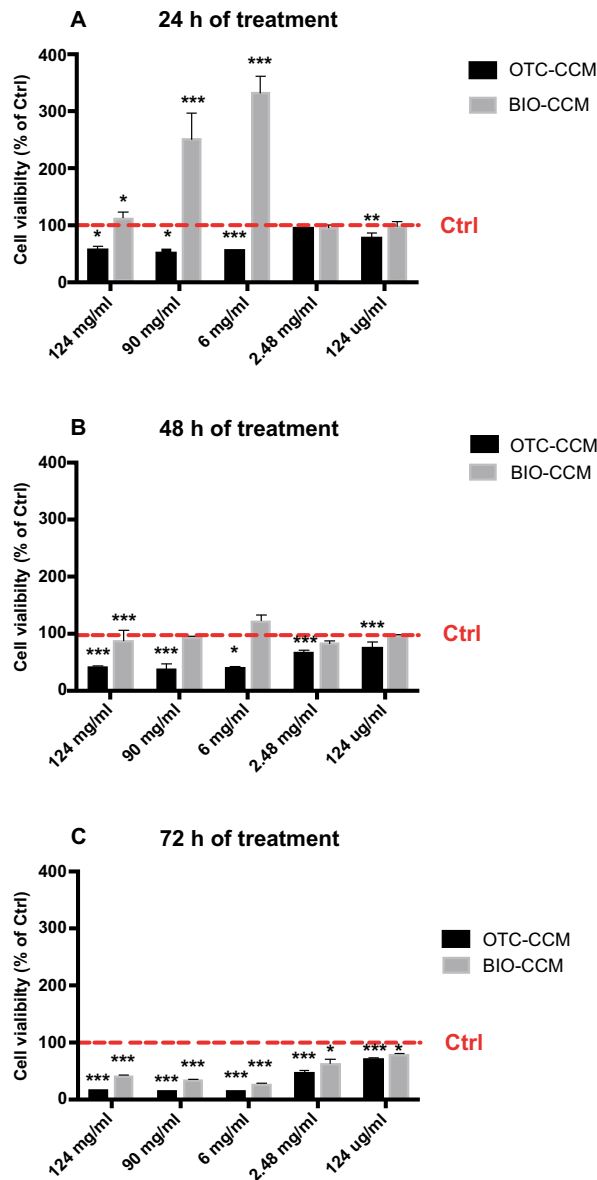 A 24 h of treatment
400
300
200
100
0
Cell vialibilty (% of Ctrl)
***
***
*
*
*
***
**
OTC-CCM
BIO-CCM
Ctrl
124 mg/ml
90 mg/ml
6 mg/ml
2.48 mg/ml
124 ug/ml
B 48 h of treatment
400
300
200
100
0
Cell vialibilty (% of Ctrl)
***
***
***
*
***
***
OTC-CCM
BIO-CCM
Ctrl
124 mg/ml
90 mg/ml
6 mg/ml
2.48 mg/ml
124 ug/ml
C 72 h of treatment
400
300
200
100
0
Cell vialibilty (% of Ctrl)
***
***
***
***
***
***
***
*
***
*
OTC-CCM
BIO-CCM
Ctrl
124 mg/ml
90 mg/ml
6 mg/ml
2.48 mg/ml
124 ug/ml